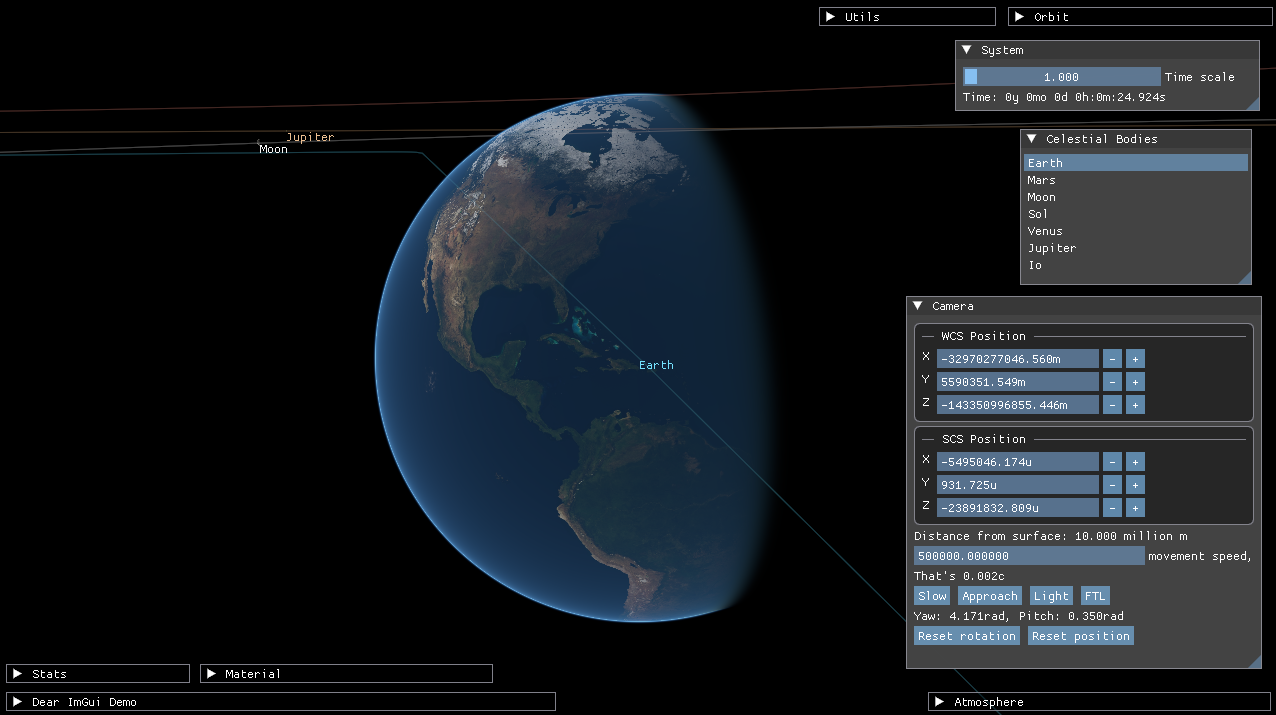 Utils
Orbit
System
1.000 Time scale
Time: 0y 0mo 0d 0h:0m:24.924s
Jupiter
Moon
Celestial Bodies
Earth
Mars
Moon
Sol
Venus
Jupiter
Io
Earth
Camera
WCS Position
X -32970277046.560m - +
Y 5590351.549m - +
Z -143350996855.446m - +
SCS Position
X -5495046.174u - +
Y 931.725u - +
Z -23891832.809u - +
Distance from surface: 10.000 million m
500000.000000 movement speed,
That's 0.002c
Slow Approach Light FTL
Yaw: 4.171rad, Pitch: 0.350rad
Reset rotation Reset position
Stats
Material
Dear ImGui Demo
Atmosphere